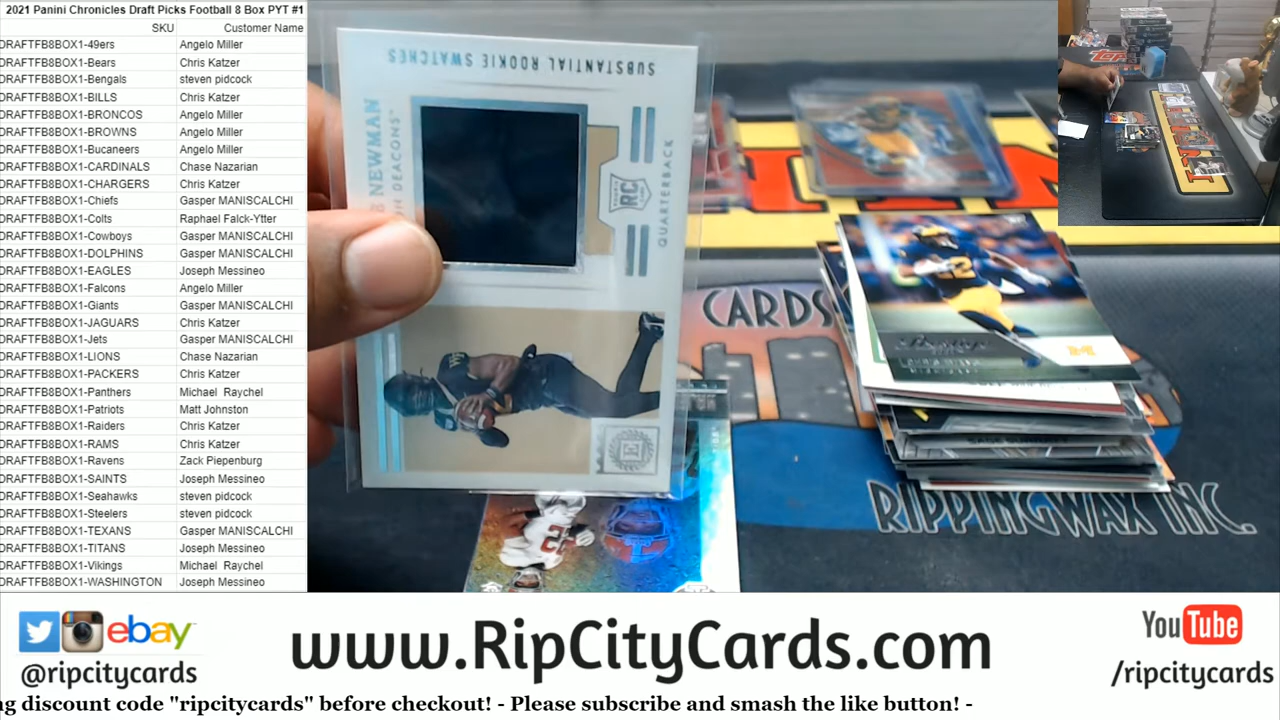 2021 Panini Chronicles Draft Picks Football 8 Box PYT #1
SKU Customer Name
DRAFTFB8BOX1-49ers Angelo Miller
DRAFTFB8BOX1-Bears Chris Katzer
DRAFTFB8BOX1-Bengals steven pidcock
DRAFTFB8BOX1-BILLS Chris Katzer
DRAFTFB8BOX1-BRONCOS Angelo Miller
DRAFTFB8BOX1-BROWNS Angelo Miller
DRAFTFB8BOX1-Bucaneers Angelo Miller
DRAFTFB8BOX1-CARDINALS Chase Nazarian
DRAFTFB8BOX1-CHARGERS Chris Katzer
DRAFTFB8BOX1-Chiefs Gasper MANISCALCHI
DRAFTFB8BOX1-Colts Raphael Falck-Ytter
DRAFTFB8BOX1-Cowboys Gasper MANISCALCHI
DRAFTFB8BOX1-DOLPHINS Gasper MANISCALCHI
DRAFTFB8BOX1-EAGLES Joseph Messineo
DRAFTFB8BOX1-Falcons Angelo Miller
DRAFTFB8BOX1-Giants Gasper MANISCALCHI
DRAFTFB8BOX1-JAGUARS Chris Katzer
DRAFTFB8BOX1-Jets Gasper MANISCALCHI
DRAFTFB8BOX1-LIONS Chase Nazarian
DRAFTFB8BOX1-PACKERS Chris Katzer
DRAFTFB8BOX1-Panthers Michael Raychel
DRAFTFB8BOX1-Patriots Matt Johnston
DRAFTFB8BOX1-Raiders Chris Katzer
DRAFTFB8BOX1-RAMS Chris Katzer
DRAFTFB8BOX1-Ravens Zack Piepenburg
DRAFTFB8BOX1-SAINTS Joseph Messineo
DRAFTFB8BOX1-Seahawks steven pidcock
DRAFTFB8BOX1-Steelers steven pidcock
DRAFTFB8BOX1-TEXANS Gasper MANISCALCHI
DRAFTFB8BOX1-TITANS Joseph Messineo
DRAFTFB8BOX1-Vikings Michael Raychel
DRAFTFB8BOX1-WASHINGTON Joseph Messineo
SUBSTANTIAL ROOKIE SWATCHES
NEWMAN
DEACONS
RC
QUARTERBACK
E
CARDS
RIPPINGWAX INC.
ebay
@ripcitycards
www.RipCityCards.com
YouTube
/ripcitycards
discount code "ripcitycards" before checkout! - Please subscribe and smash the like button! -